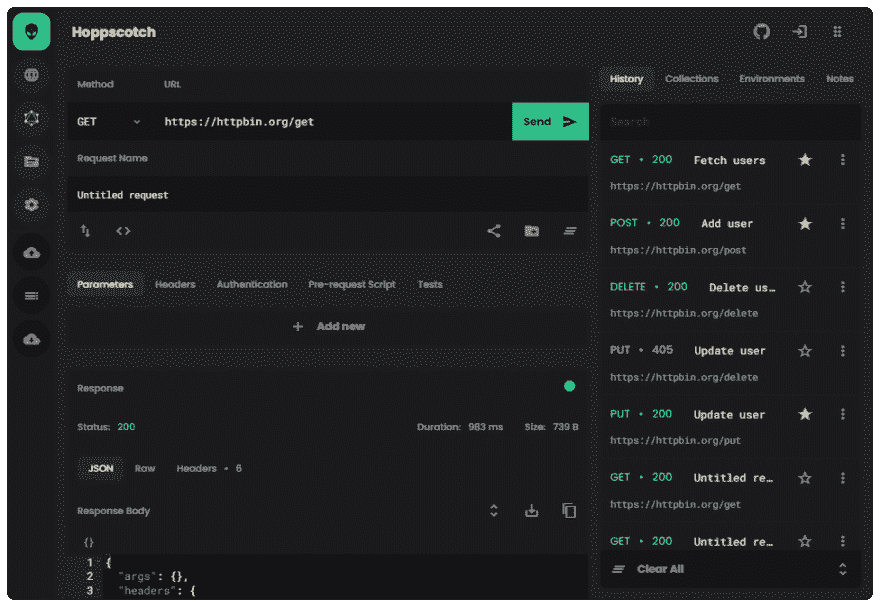 Hoppscotch
Method URL
GET https://httpbin.org/get Send
Request Name
Untitled request
Parameters Headers Authentication Pre-request Script Tests
+ Add new
Response
Status: 200 Duration: 963 ms Size: 739 B
JSON Raw Headers • 6
Response Body
{}
1 {
2 "args": {},
3 "headers": {
History Collections Environments Notes
Search
GET • 200 Fetch users
https://httpbin.org/get
POST • 200 Add user
https://httpbin.org/post
DELETE • 200 Delete us…
https://httpbin.org/delete
PUT • 405 Update user
https://httpbin.org/delete
PUT • 200 Update user
https://httpbin.org/put
GET • 200 Untitled re…
https://httpbin.org/get
GET • 200 Untitled re…
Clear All